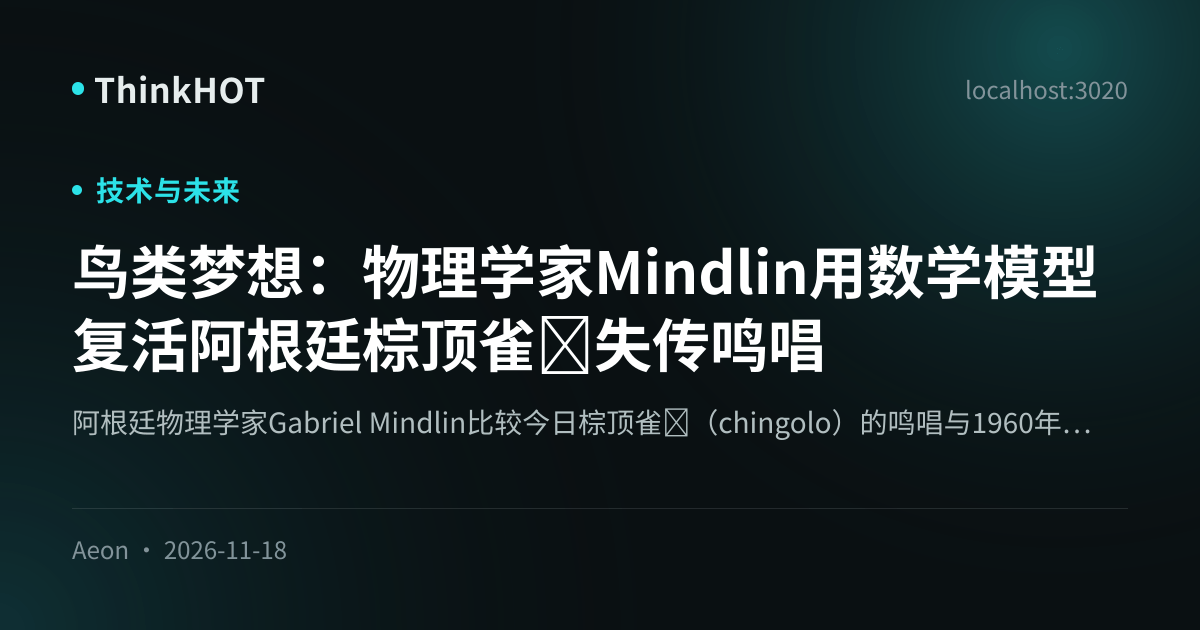 ThinkHOT
localhost:3020
技术与未来
鸟类梦想：物理学家Mindlin用数学模型
复活阿根廷棕顶雀失传鸣唱
阿根廷物理学家Gabriel Mindlin比较今日棕顶雀（chingolo）的鸣唱与1960年…
Aeon · 2026-11-18